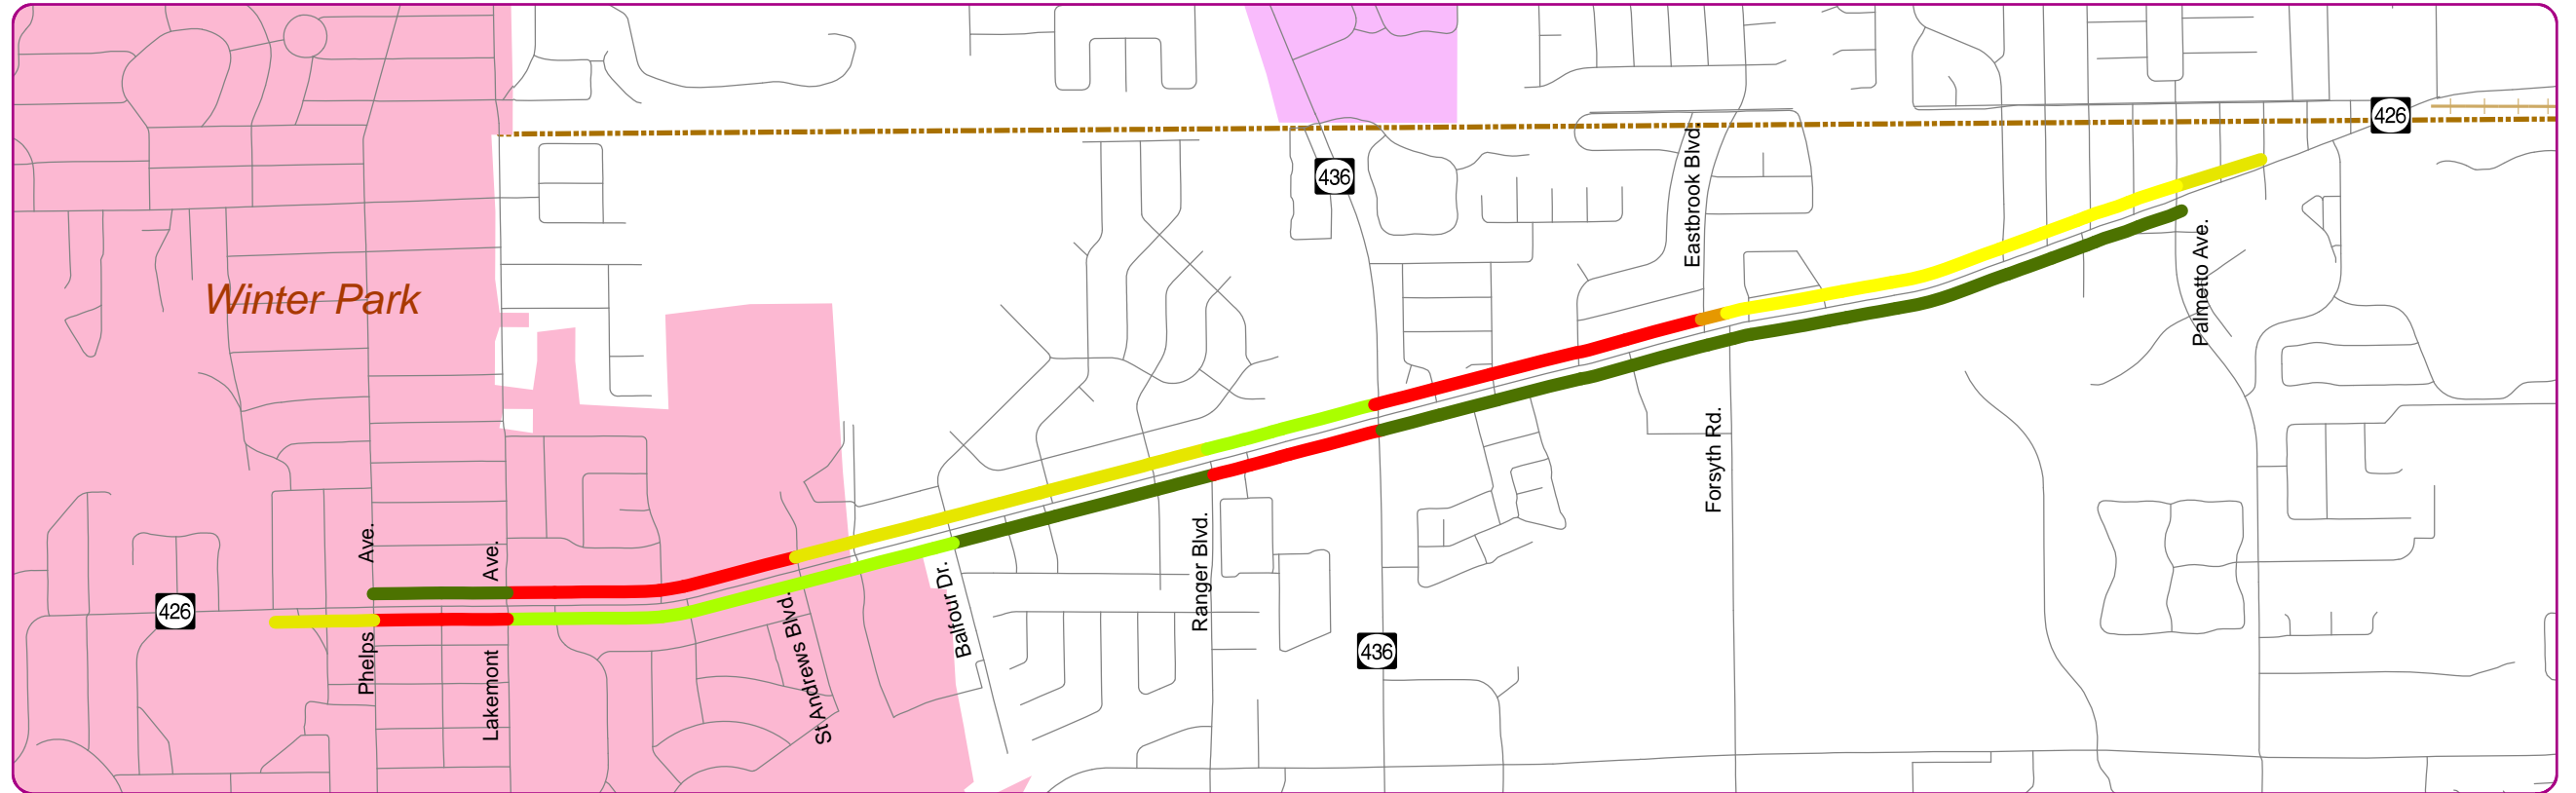 426
436
Eastbrook Blvd.
Palmetto Ave.
Winter Park
Forsyth Rd.
Phelps Ave.
Lakemont Ave.
Ranger Blvd.
Balfour Dr.
St Andrews Blvd.
426
436